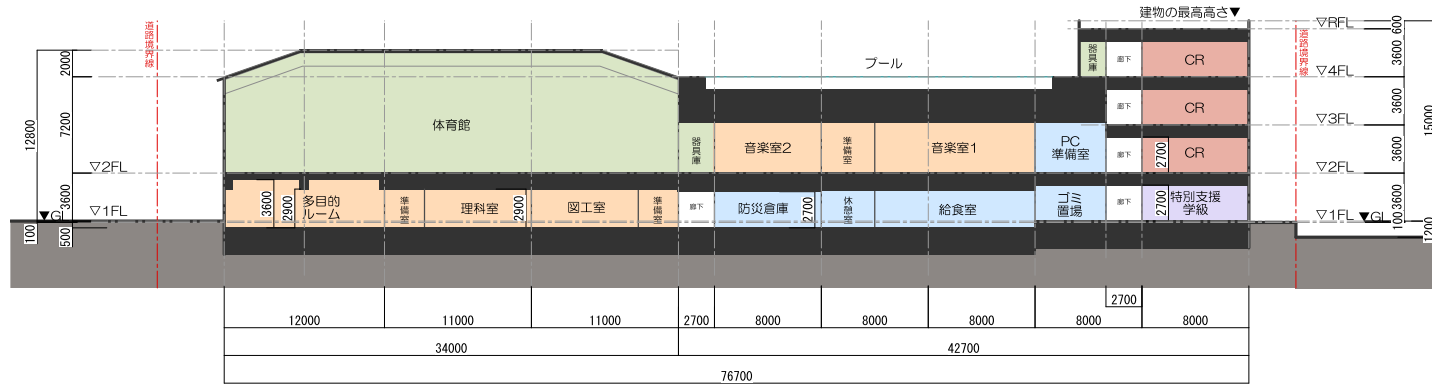 建物の最高高さ▼
道路境界線
道路境界線
▽RFL
600
2000
プール
器具庫
廊下
CR
3600
▽4FL
12800
7200
体育館
CR
3600
15000
▽3FL
器具庫
音楽室2
準備室
音楽室1
PC
準備室
廊下
2700
CR
3600
▽2FL
▽2FL
3600
3600
2900
多目的
ルーム
準備室
理科室
2900
図工室
準備室
廊下
防災倉庫
2700
休憩室
給食室
ゴミ
置場
廊下
2700
特別支援
学級
3600
▼GL
▽1FL
▽1FL
▼GL
100
500
100
1200
2700
12000
11000
11000
2700
8000
8000
8000
8000
8000
34000
42700
76700